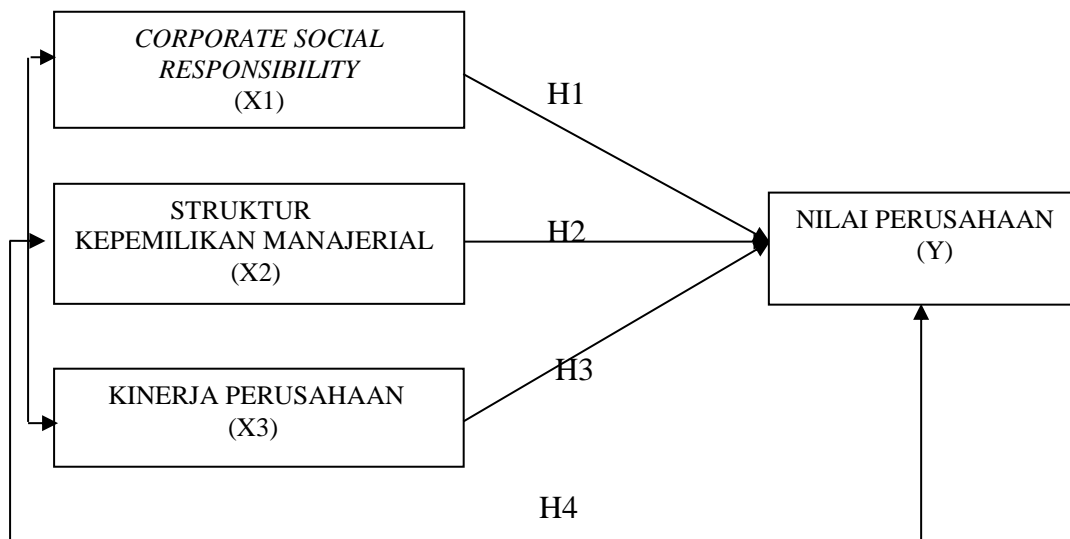 CORPORATE SOCIAL
RESPONSIBILITY
(X1)
H1
STRUKTUR
KEPEMILIKAN MANAJERIAL
(X2)
H2
NILAI PERUSAHAAN
(Y)
H3
KINERJA PERUSAHAAN
(X3)
H4